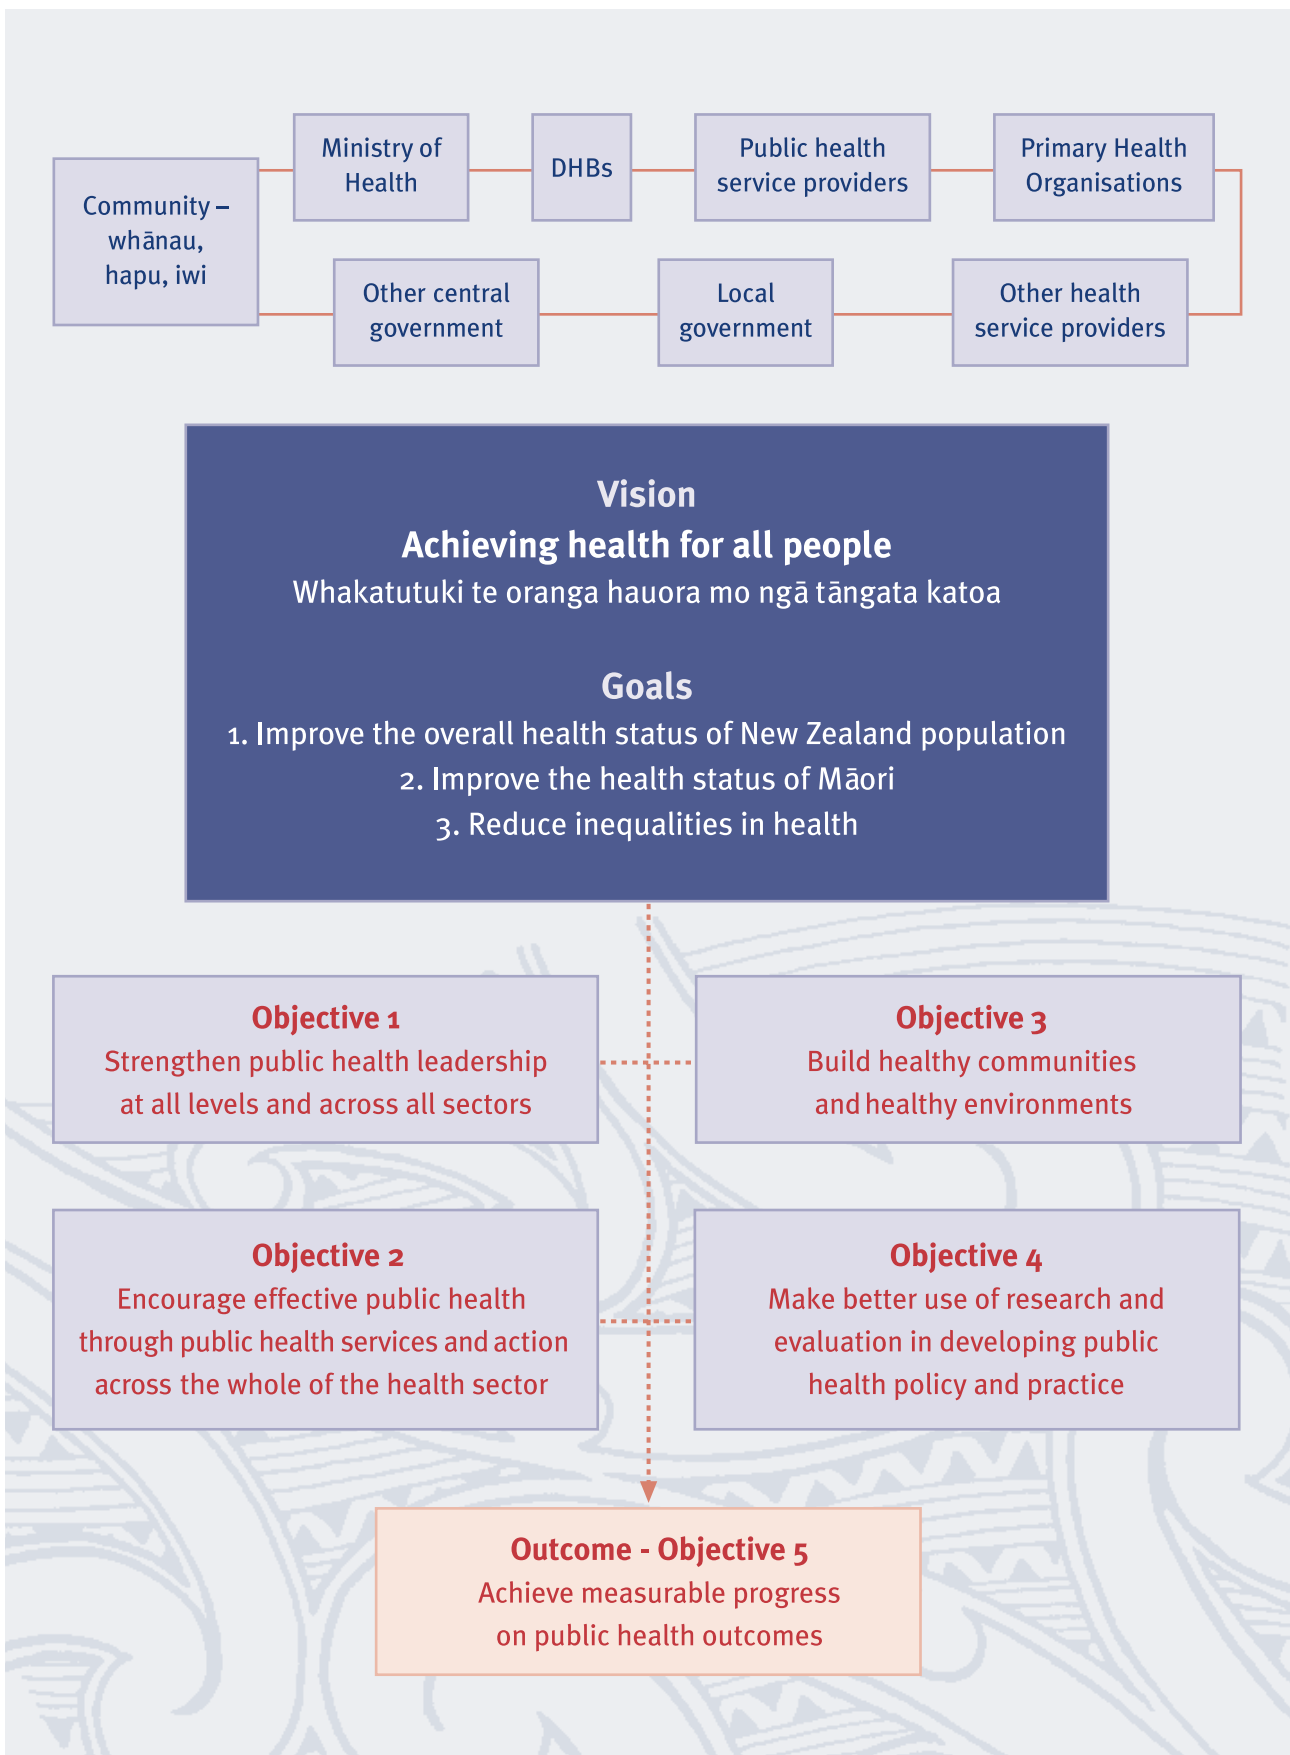 Community –
whānau,
hapu, iwi
Ministry of
Health
DHBs
Public health
service providers
Primary Health
Organisations
Other central
government
Local
government
Other health
service providers
Vision
Achieving health for all people
Whakatutuki te oranga hauora mo ngā tāngata katoa
Goals
1. Improve the overall health status of New Zealand population
2. Improve the health status of Māori
3. Reduce inequalities in health
Objective 1
Strengthen public health leadership
at all levels and across all sectors
Objective 3
Build healthy communities
and healthy environments
Objective 2
Encourage effective public health
through public health services and action
across the whole of the health sector
Objective 4
Make better use of research and
evaluation in developing public
health policy and practice
Outcome - Objective 5
Achieve measurable progress
on public health outcomes